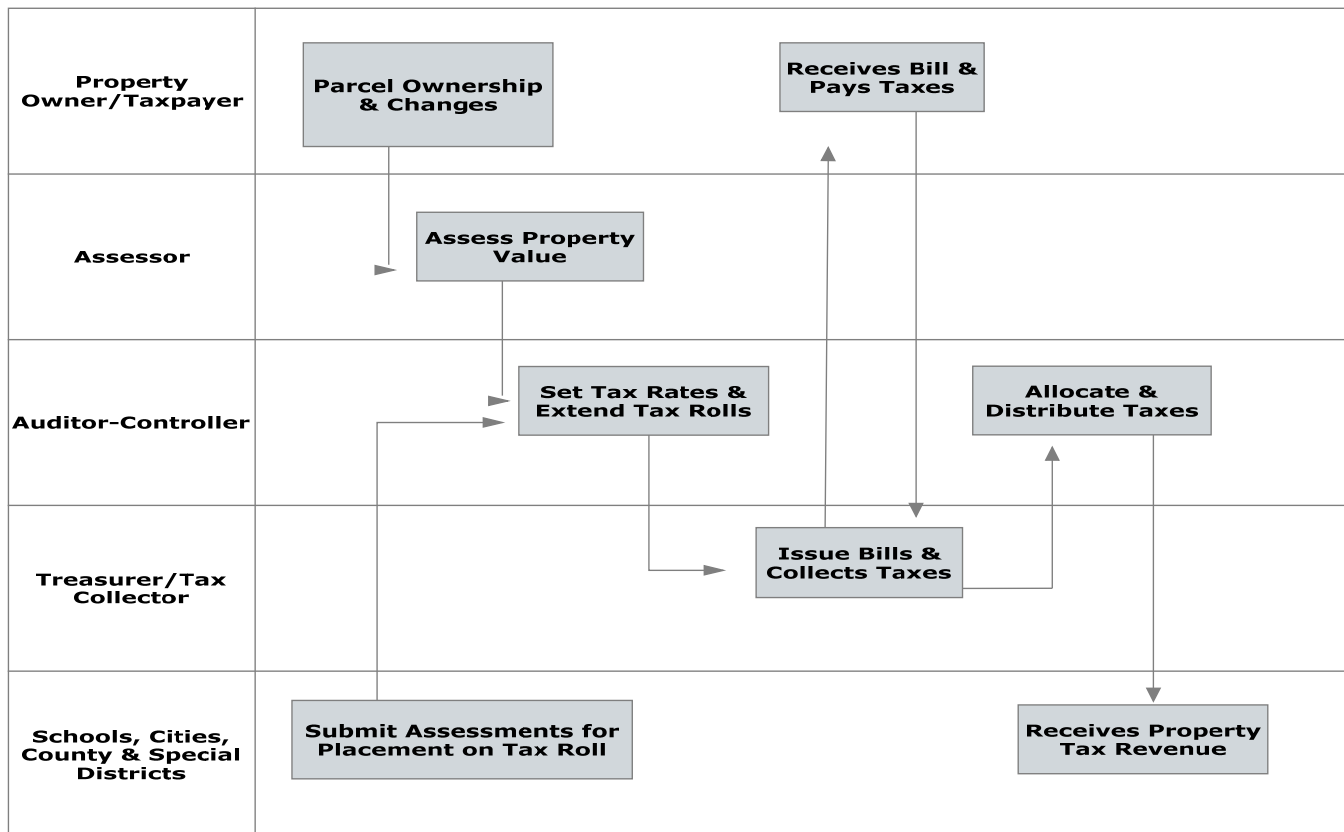 Property
Owner/Taxpayer
Parcel Ownership
& Changes
Receives Bill &
Pays Taxes
Assessor
Assess Property
Value
Auditor-Controller
Set Tax Rates &
Extend Tax Rolls
Allocate &
Distribute Taxes
Treasurer/Tax
Collector
Issue Bills &
Collects Taxes
Schools, Cities,
County & Special
Districts
Submit Assessments for
Placement on Tax Roll
Receives Property
Tax Revenue